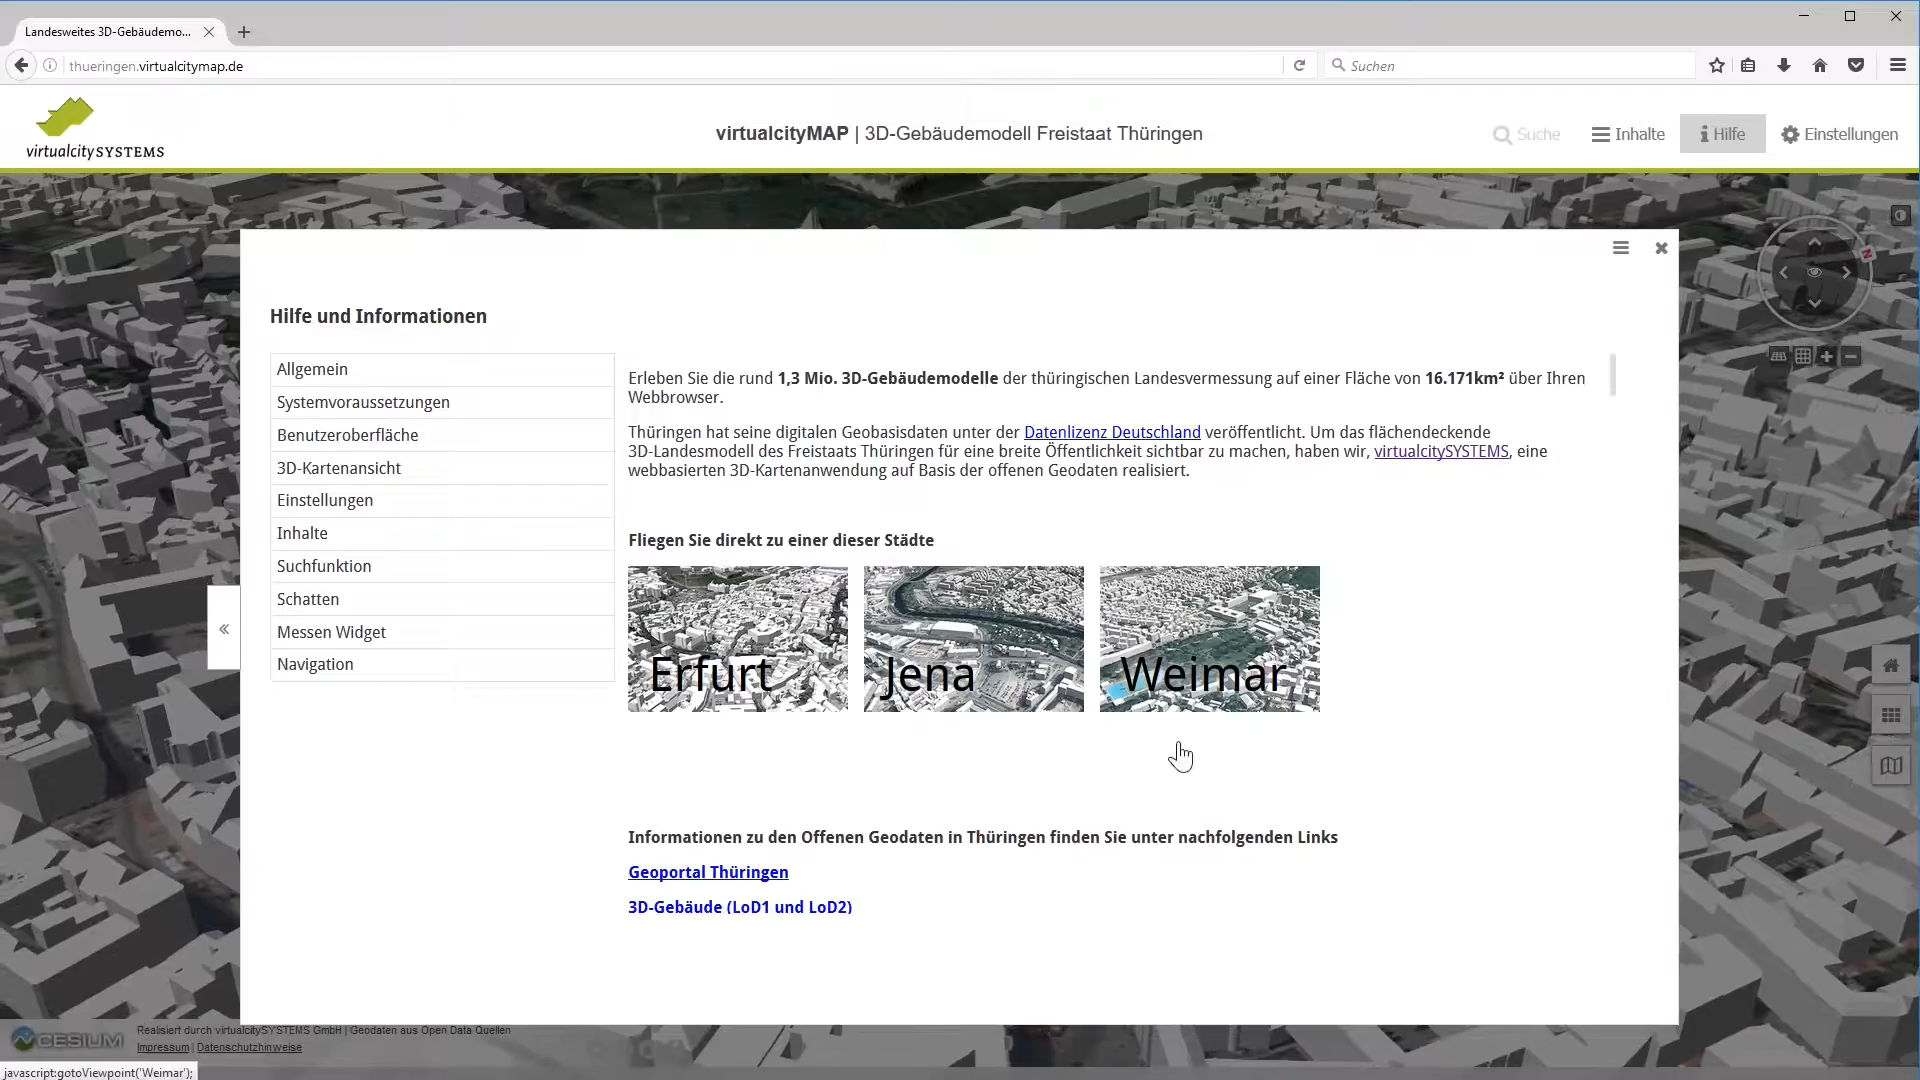 Landesweites 3D-Gebäudemo...
thueringen.virtualcitymap.de
Suchen
virtualcitySYSTEMS
virtualcityMAP | 3D-Gebäudemodell Freistaat Thüringen
Suche
Inhalte
Hilfe
Einstellungen
Hilfe und Informationen
Allgemein
Systemvoraussetzungen
Benutzeroberfläche
3D-Kartenansicht
Einstellungen
Inhalte
Suchfunktion
Schatten
Messen Widget
Navigation
Erleben Sie die rund 1,3 Mio. 3D-Gebäudemodelle der thüringischen Landesvermessung auf einer Fläche von 16.171km² über Ihren
Webbrowser.
Thüringen hat seine digitalen Geobasisdaten unter der Datenlizenz Deutschland veröffentlicht. Um das flächendeckende
3D-Landesmodell des Freistaats Thüringen für eine breite Öffentlichkeit sichtbar zu machen, haben wir, virtualcitySYSTEMS, eine
webbasierten 3D-Kartenanwendung auf Basis der offenen Geodaten realisiert.
Fliegen Sie direkt zu einer dieser Städte
Erfurt
Jena
Weimar
Informationen zu den Offenen Geodaten in Thüringen finden Sie unter nachfolgenden Links
Geoportal Thüringen
3D-Gebäude (LoD1 und LoD2)
N
CESIUM
Realisiert durch virtualcitySYSTEMS GmbH | Geodaten aus Open Data Quellen
Impressum | Datenschutzhinweise
javascript:gotoViewpoint('Weimar');